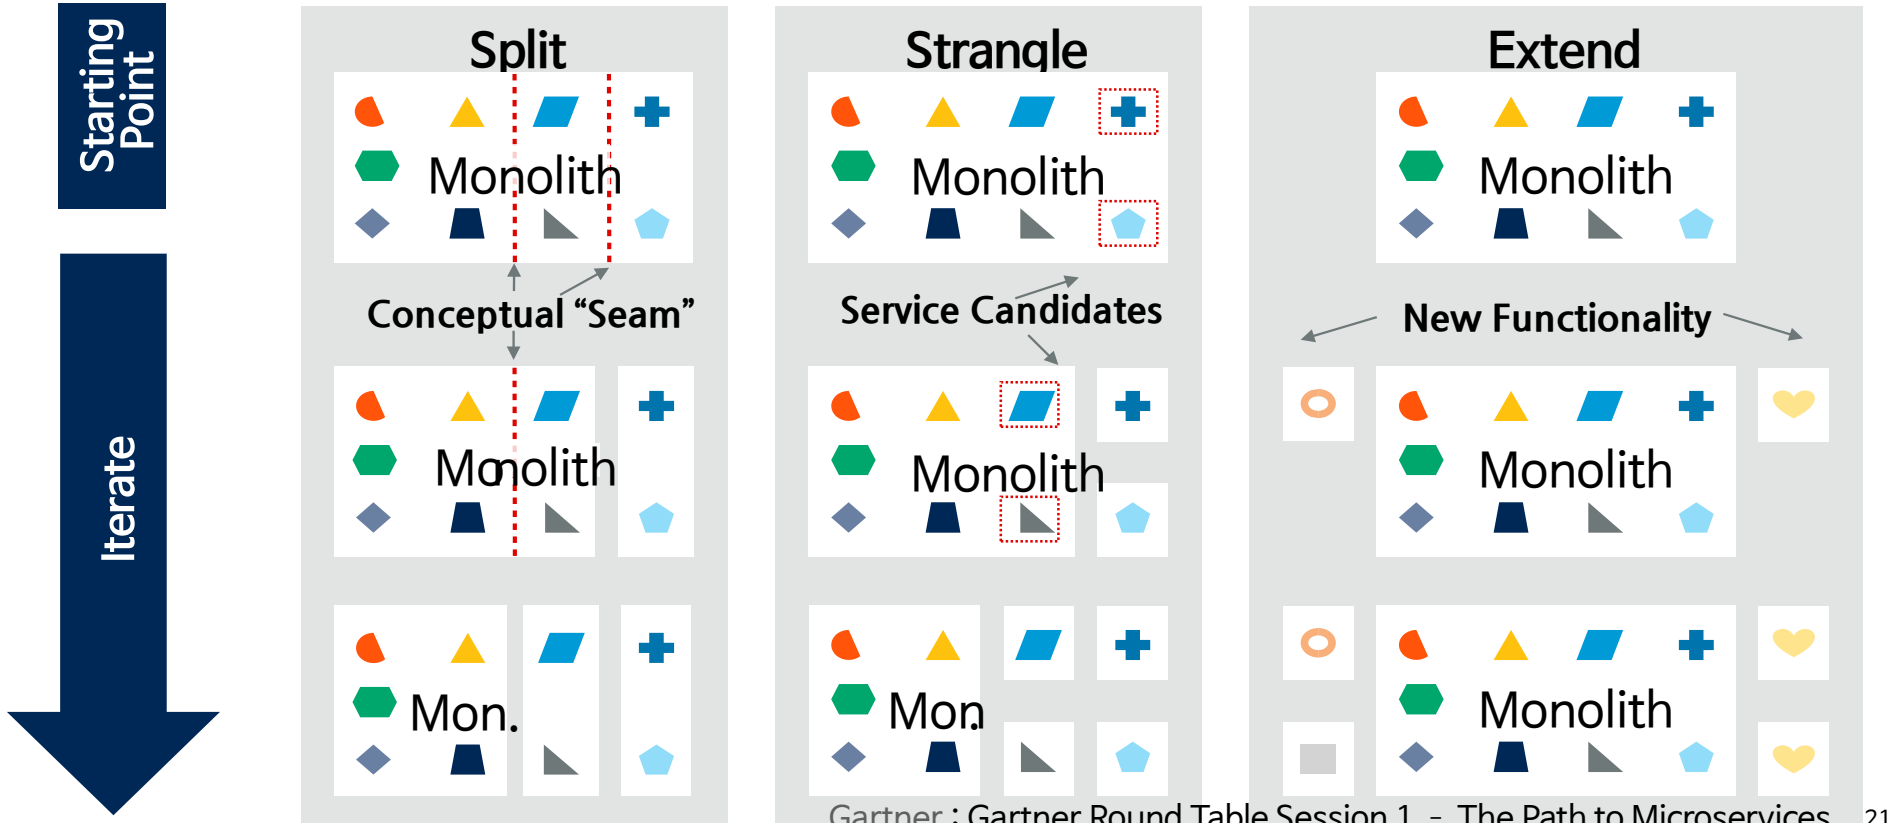 Starting
Point
Iterate
Split
Monolith
Conceptual “Seam”
Monolith
Mon.
Strangle
Monolith
Service Candidates
Monolith
Mon.
Extend
Monolith
New Functionality
Monolith
Monolith
Gartner : Gartner Round Table Session 1 - The Path to Microservices
21